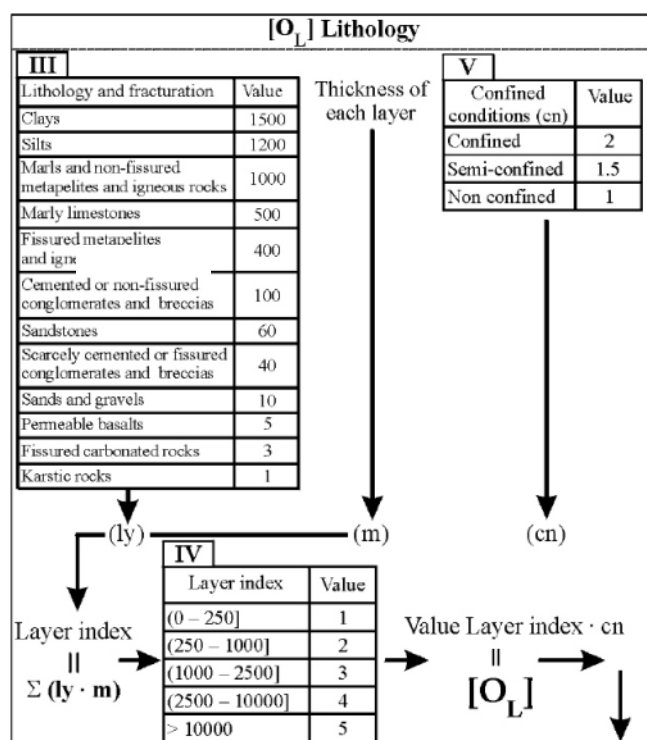 [O_L] Lithology
III
Lithology and fracturation Value
Clays 1500
Silts 1200
Marls and non-fissured
metapelites and igneous rocks 1000
Marly limestones 500
Fissured metapelites
and 400
Cemented or non-fissured
conglomerates and breccias 100
Sandstones 60
Scarcely cemented or fissured
conglomerates and breccias 40
Sands and gravels 10
Permeable basalts 5
Fissured carbonated rocks 3
Karstic rocks 1
Thickness of
each layer
V
Confined
conditions (cn) Value
Confined 2
Semi-confined 1.5
Non confined 1
(ly) (m) (cn)
IV
Layer index Value
(0 – 250] 1
(250 – 1000] 2
(1000 – 2500] 3
(2500 – 10000] 4
> 10000 5
Layer index
=
Σ (ly · m)
Value Layer index · cn
=
[O_L]